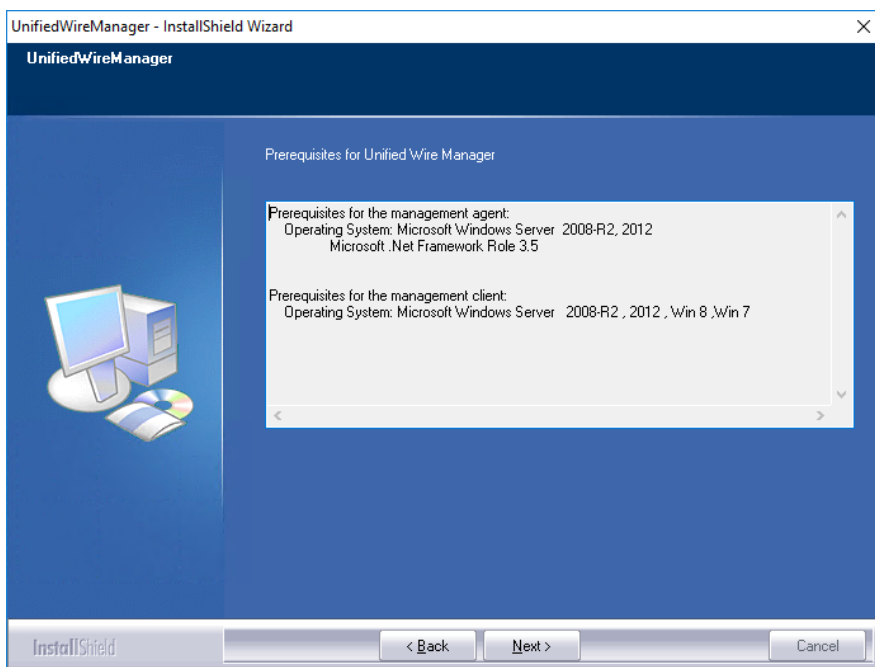 UnifiedWireManager - InstallShield Wizard
UnifiedWireManager
Prerequisites for Unified Wire Manager
Prerequisites for the management agent:
Operating System: Microsoft Windows Server 2008-R2, 2012
Microsoft .Net Framework Role 3.5
Prerequisites for the management client:
Operating System: Microsoft Windows Server 2008-R2 , 2012 , Win 8 ,Win 7
InstallShield
< Back
Next >
Cancel